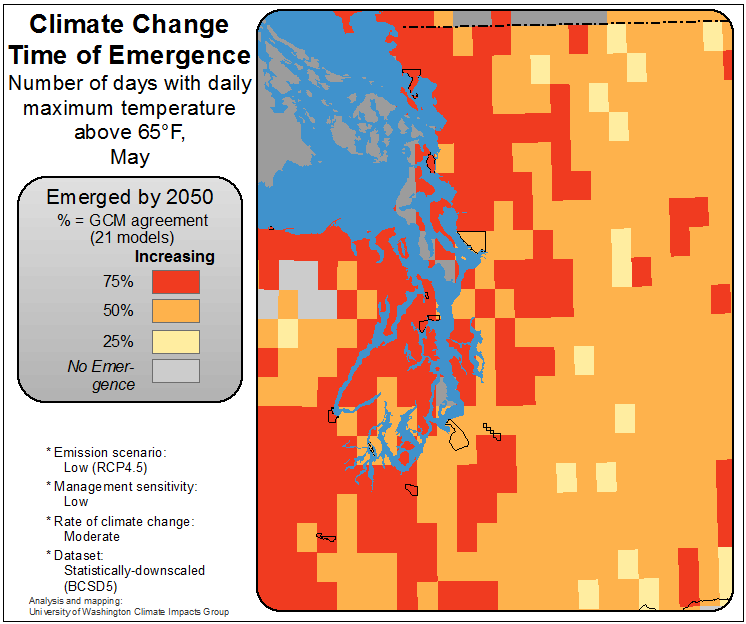 Climate Change
Time of Emergence
Number of days with daily
maximum temperature
above 65°F,
May
Emerged by 2050
% = GCM agreement
(21 models)
Increasing
75%
50%
25%
No Emer-
gence
* Emission scenario:
Low (RCP4.5)
* Management sensitivity:
Low
* Rate of climate change:
Moderate
* Dataset:
Statistically-downscaled
(BCSD5)
Analysis and mapping:
University of Washington Climate Impacts Group